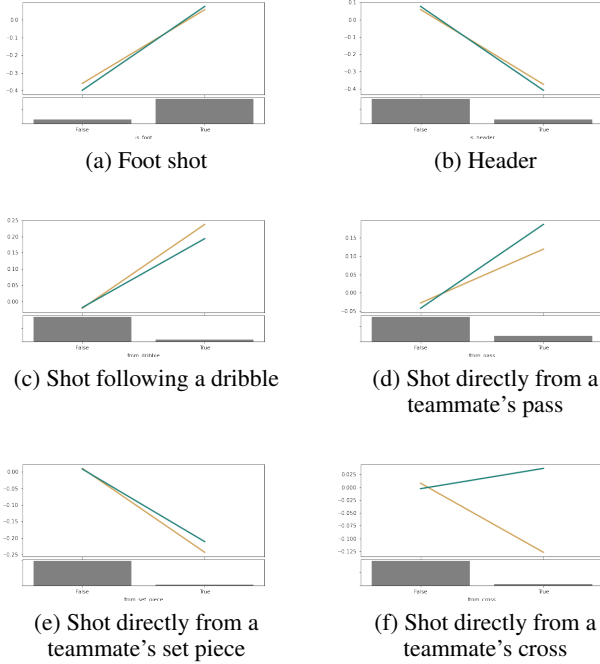 0.0
−0.1
−0.2
−0.3
−0.4
False
True
is_foot
(a) Foot shot
0.1
0.0
−0.1
−0.2
−0.3
−0.4
False
True
is_header
(b) Header
0.25
0.20
0.15
0.10
0.05
0.00
False
True
from_dribble
(c) Shot following a dribble
0.15
0.10
0.05
0.00
−0.05
False
True
from_pass
(d) Shot directly from a
teammate’s pass
0.00
−0.05
−0.10
−0.15
−0.20
−0.25
False
True
from_set_piece
(e) Shot directly from a
teammate’s set piece
0.025
0.000
−0.025
−0.050
−0.075
−0.100
−0.125
False
True
from_cross
(f) Shot directly from a
teammate’s cross